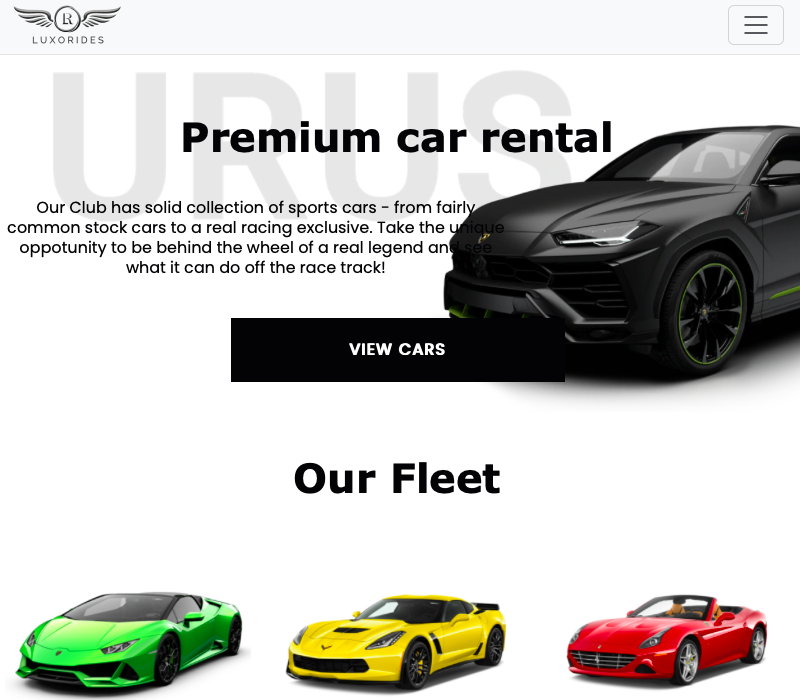 LUXORIDES
URUS
Premium car rental
Our Club has solid collection of sports cars - from fairly
common stock cars to a real racing exclusive. Take the unique
oppotunity to be behind the wheel of a real legend and see
what it can do off the race track!
VIEW CARS
Our Fleet